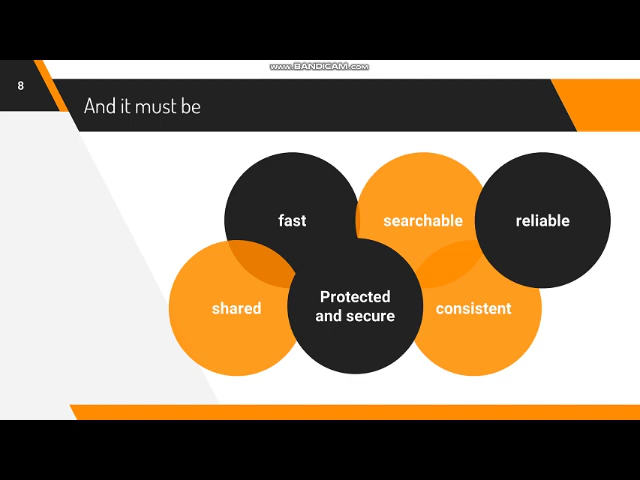 www.BANDICAM.com
8
And it must be
fast
searchable
reliable
shared
Protected
and secure
consistent